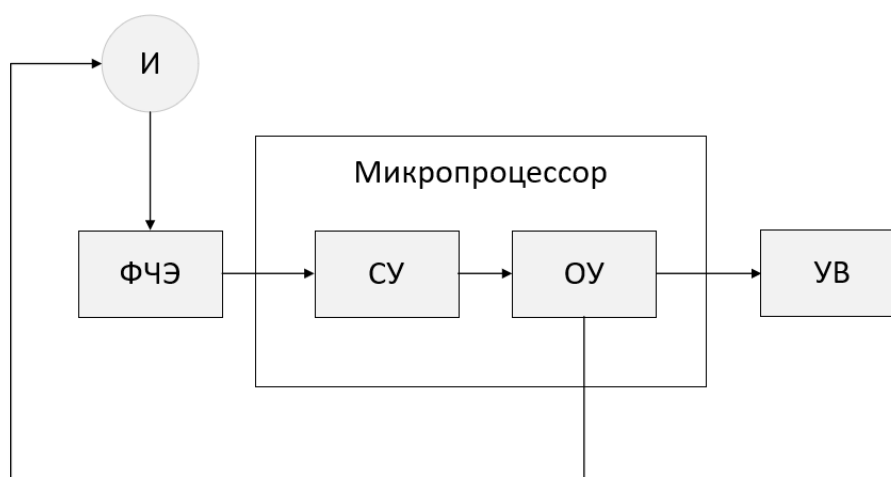 И
Микропроцессор
ФЧЭ
СУ
ОУ
УВ